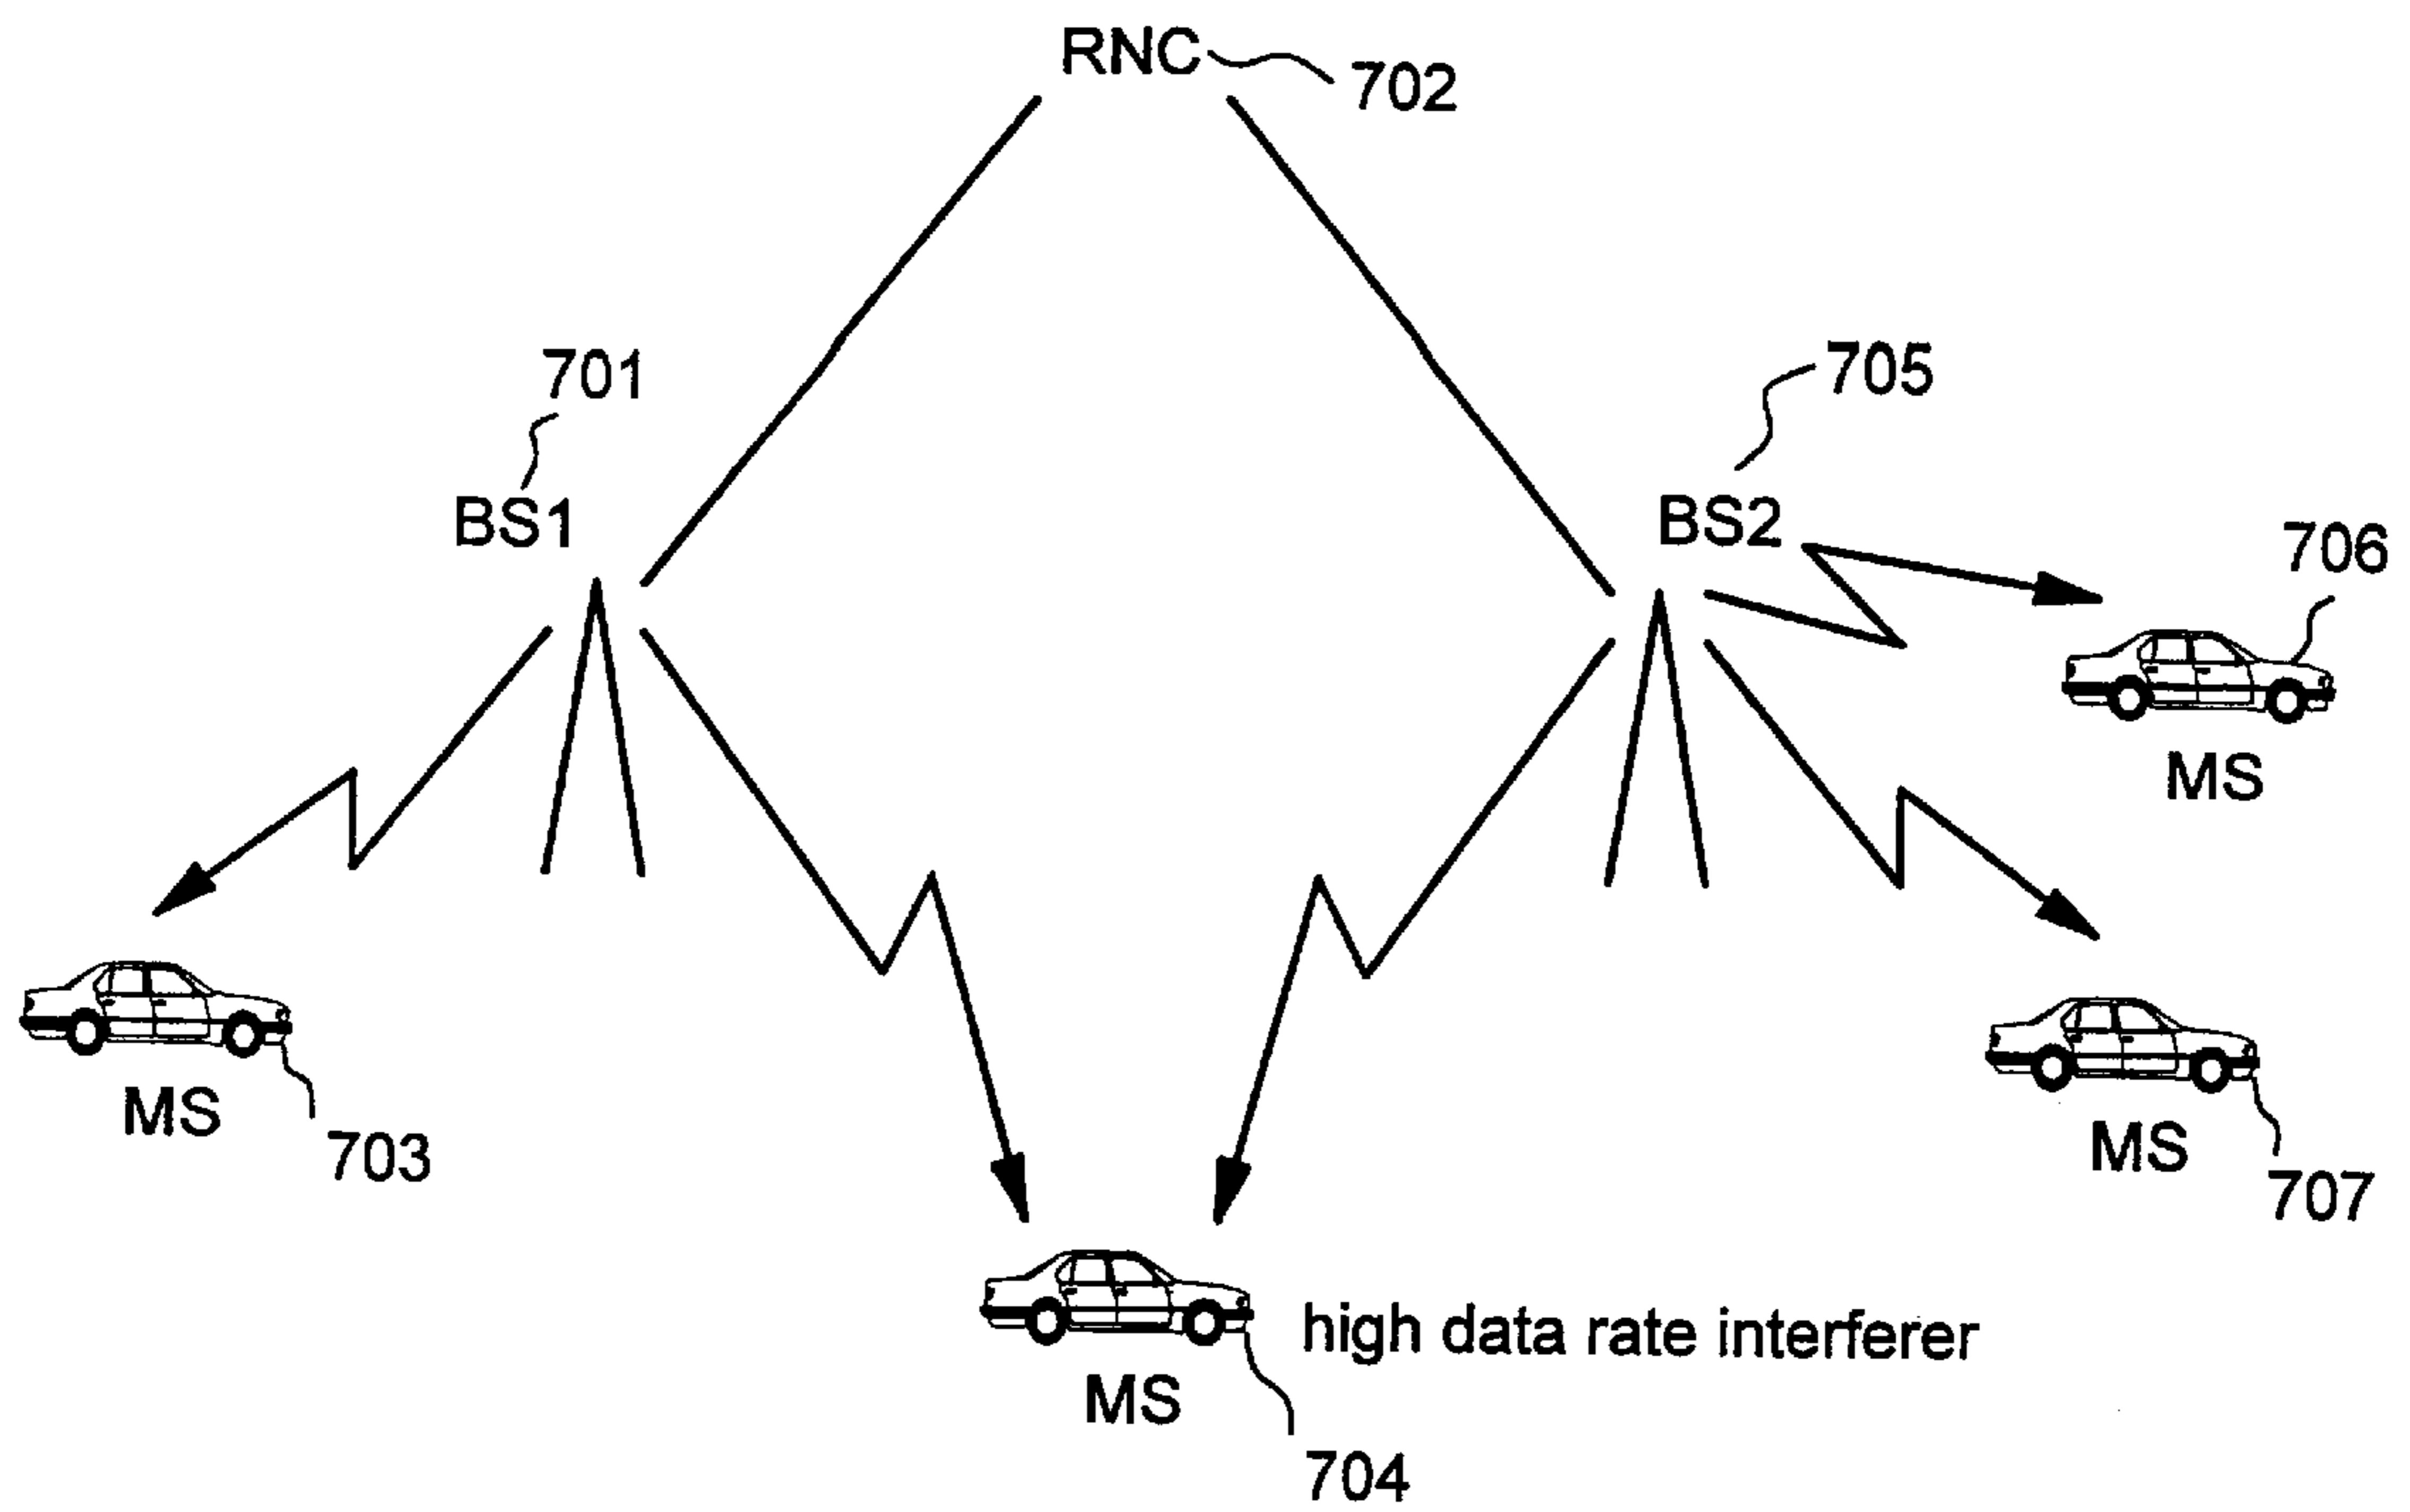 RNC
702
701
705
BS1
BS2
706
MS
MS
703
MS
707
high data rate interferer
MS
704